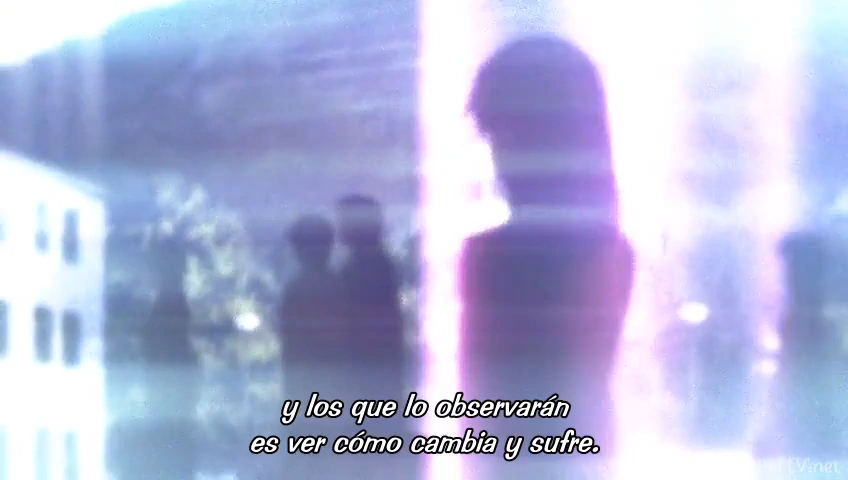 y los que lo observarán
es ver cómo cambia y sufre.